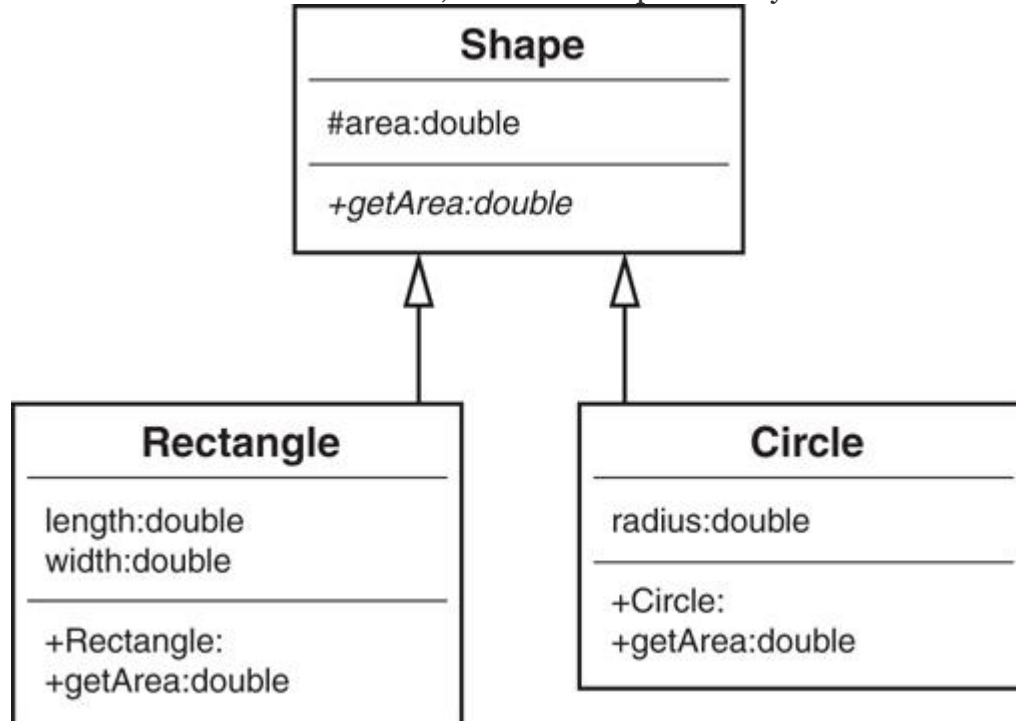 Shape
#area:double
+getArea:double
Rectangle
length:double
width:double
+Rectangle:
+getArea:double
Circle
radius:double
+Circle:
+getArea:double